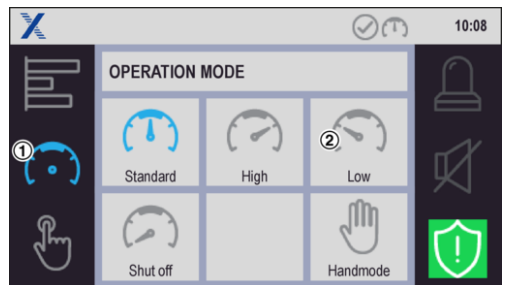 X
10:08
OPERATION MODE
①
②
Standard
High
Low
Shut off
Handmode